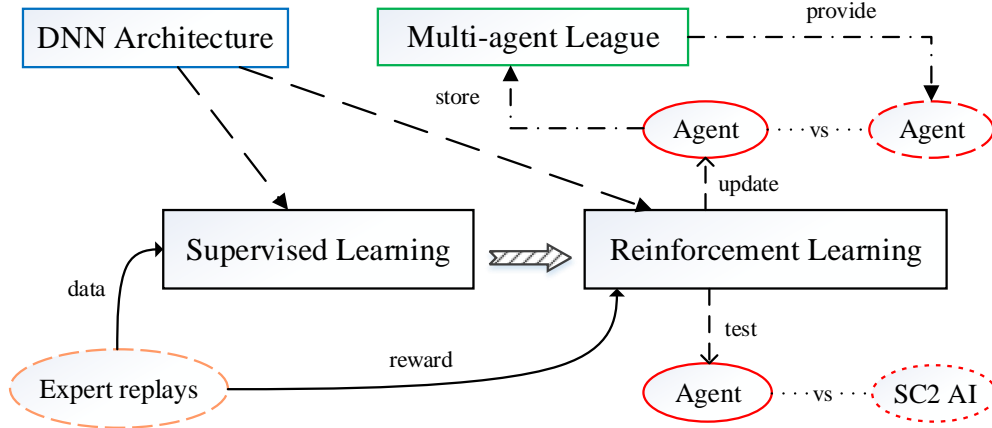 DNN Architecture
Multi-agent League
provide
store
Agent
vs
Agent
update
Supervised Learning
Reinforcement Learning
data
test
reward
Expert replays
Agent
vs
SC2 AI